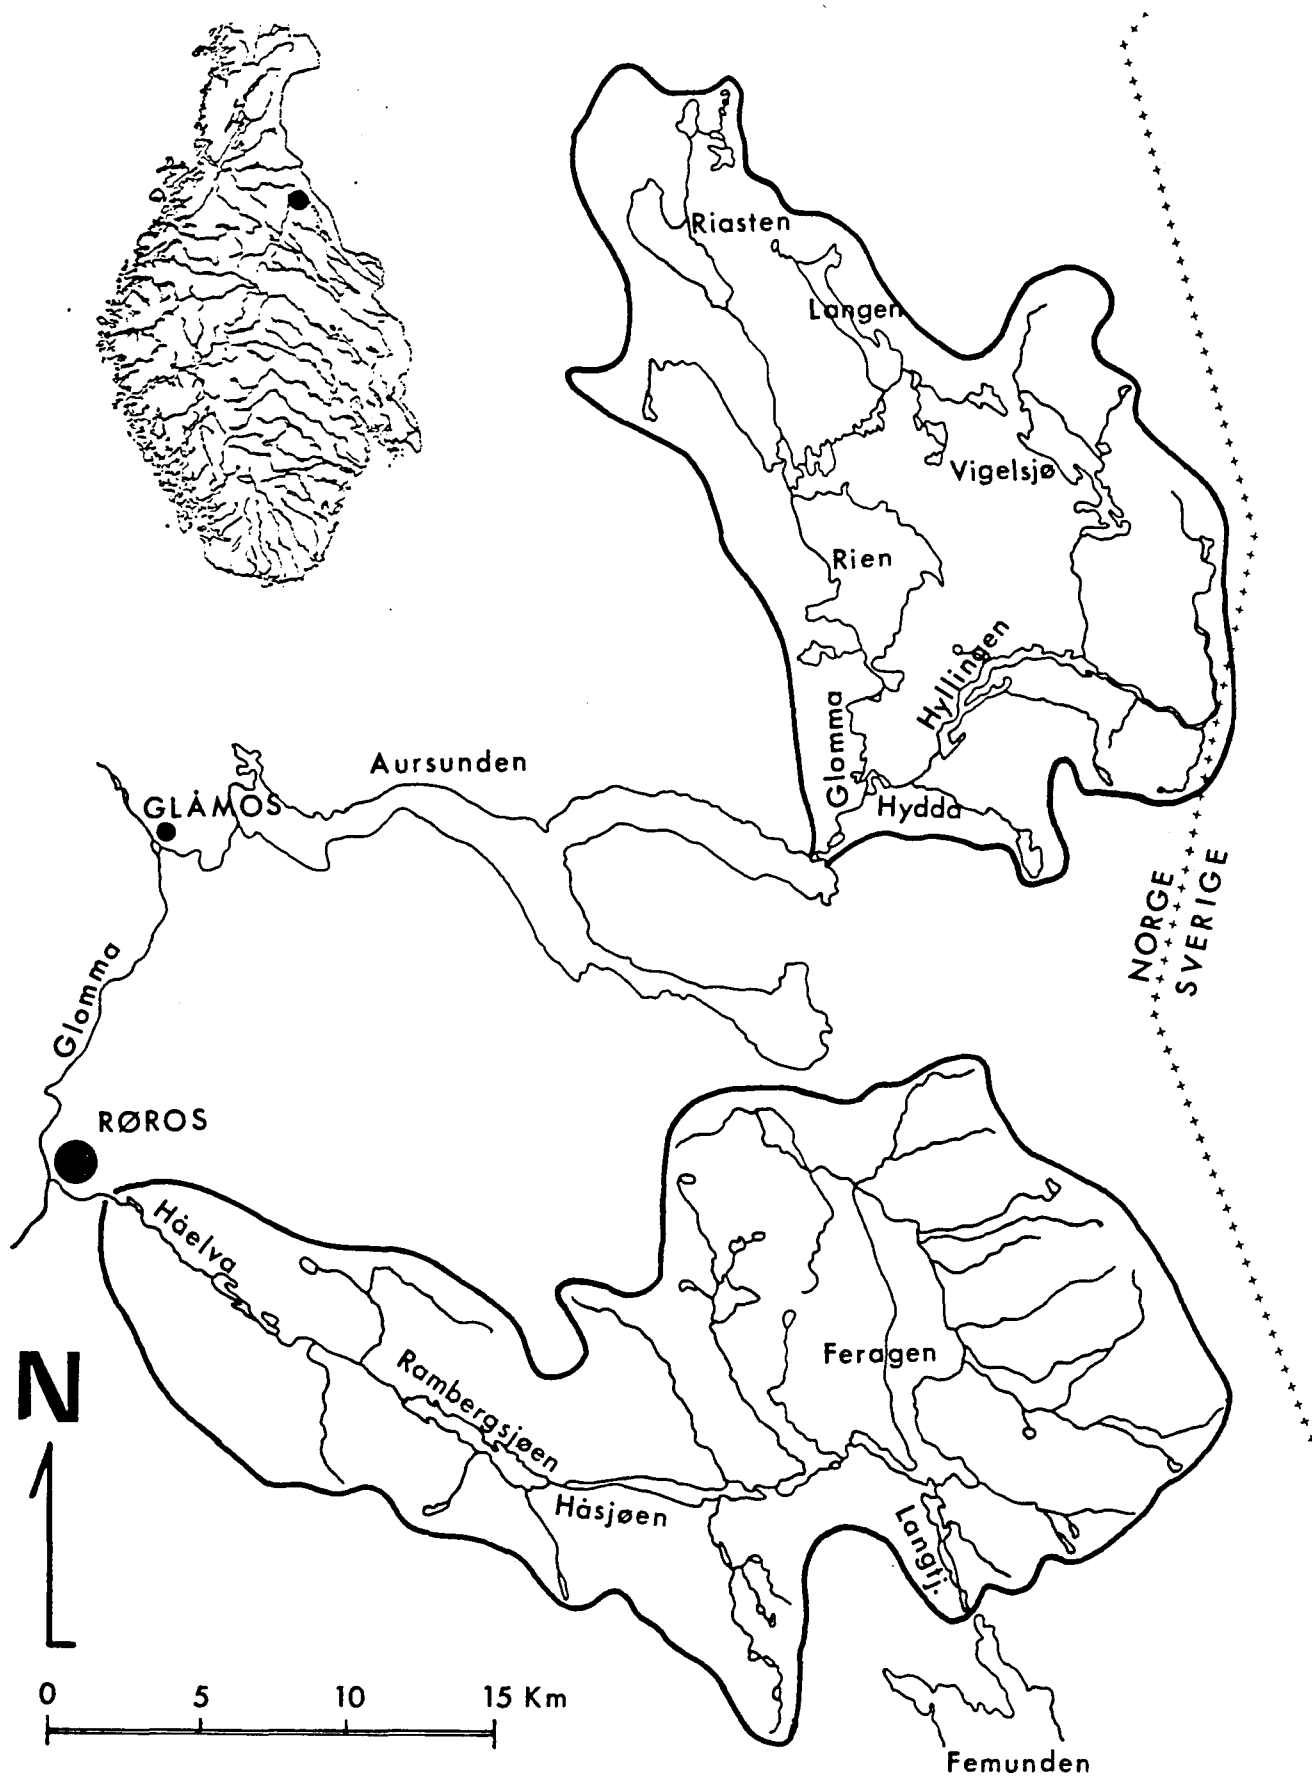 Riasten
Langen
Vigelsjø
Rien
Hyllingen
Glomma
Hydda
Aursunden
GLÅMOS
NORGE
SVERIGE
Glomma
RØROS
Håelva
Feragen
Rambergsjøen
Håsjøen
Langtj.
N
0 5 10 15 Km
Femunden